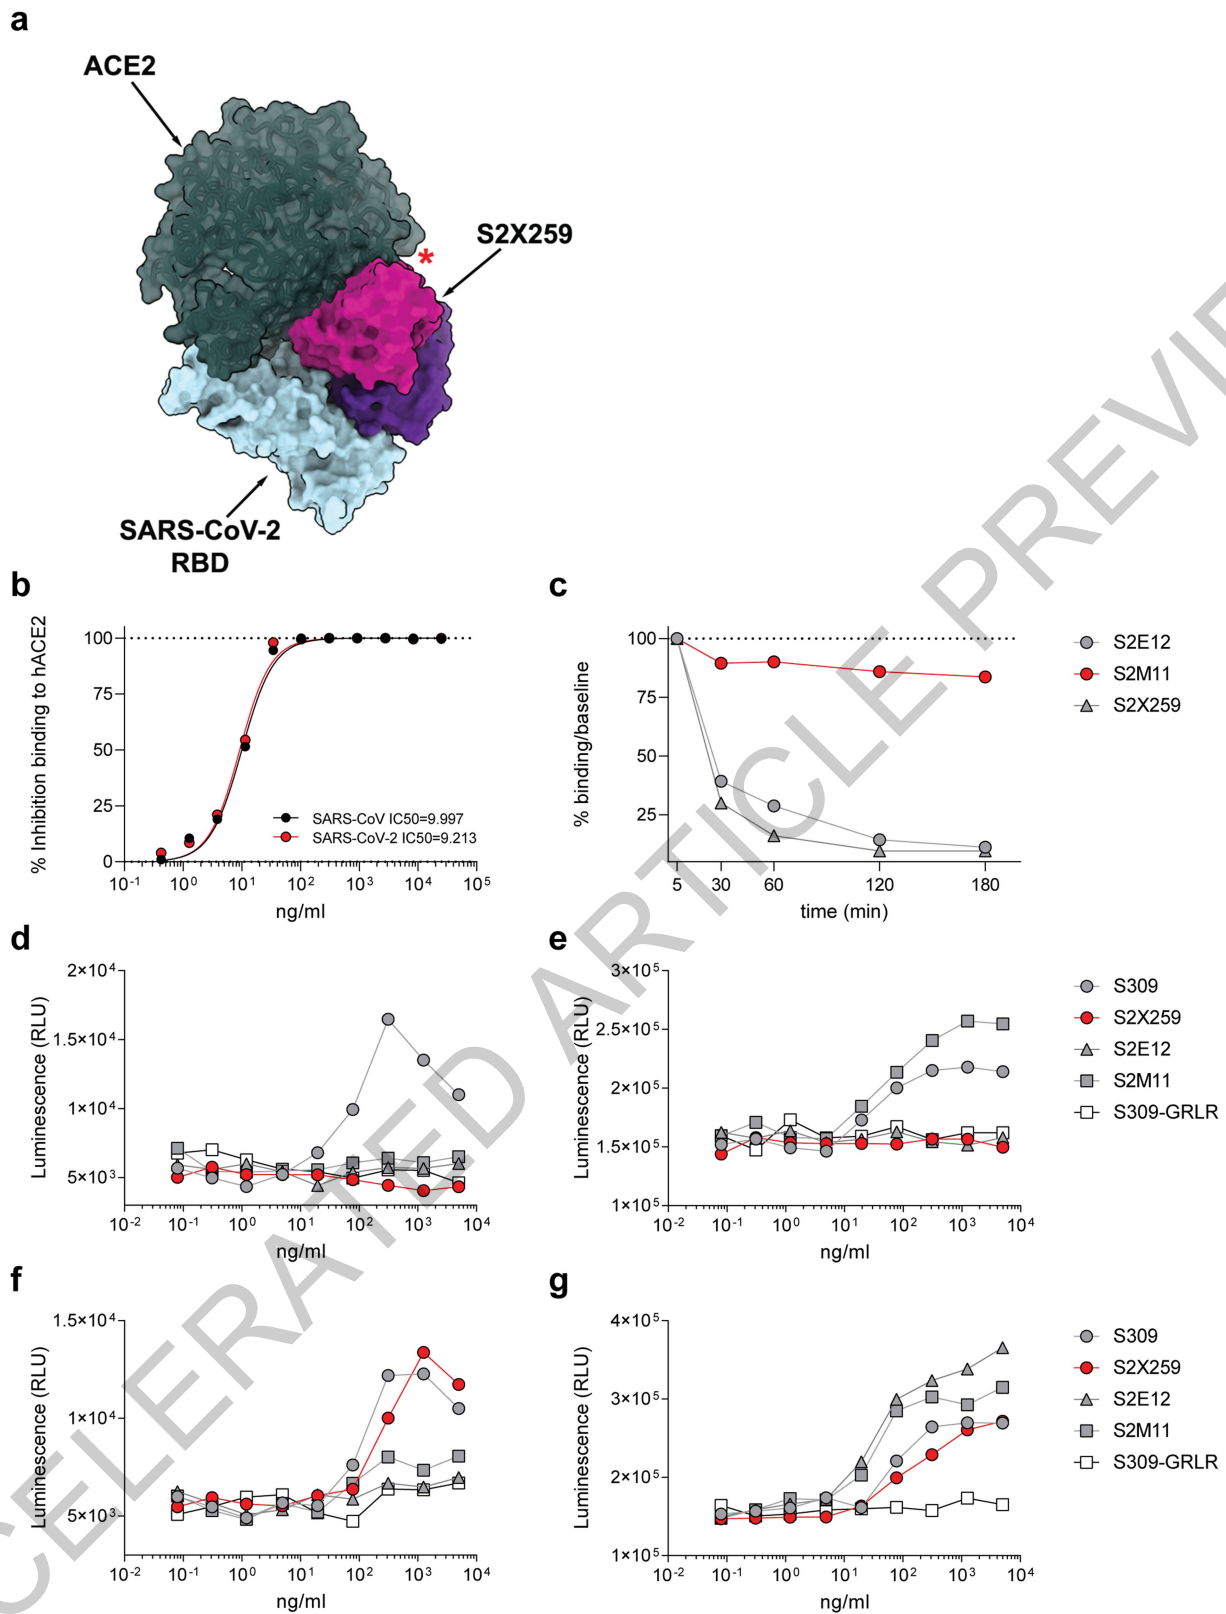 a
ACE2
S2X259
*
SARS-CoV-2
RBD
b
% Inhibition binding to hACE2
100
75
50
25
0
SARS-CoV IC50=9.997
SARS-CoV-2 IC50=9.213
10-1 10⁰ 10¹ 10² 10³ 10⁴ 10⁵
ng/ml
c
% binding/baseline
100
75
50
25
5 30 60 120 180
time (min)
S2E12
S2M11
S2X259
d
Luminescence (RLU)
2×10⁴
1.5×10⁴
1×10⁴
5×10³
10-2 10-1 10⁰ 10¹ 10² 10³ 10⁴
ng/ml
e
Luminescence (RLU)
3×10⁵
2.5×10⁵
2×10⁵
1.5×10⁵
1×10⁵
10-2 10-1 10⁰ 10¹ 10² 10³ 10⁴
ng/ml
S309
S2X259
S2E12
S2M11
S309-GRLR
f
Luminescence (RLU)
1.5×10⁴
1×10⁴
5×10³
10-2 10-1 10⁰ 10¹ 10² 10³ 10⁴
ng/ml
g
Luminescence (RLU)
4×10⁵
3×10⁵
2×10⁵
1×10⁵
10-2 10-1 10⁰ 10¹ 10² 10³ 10⁴
ng/ml
S309
S2X259
S2E12
S2M11
S309-GRLR
CELERATED ARTICLE PREVIE